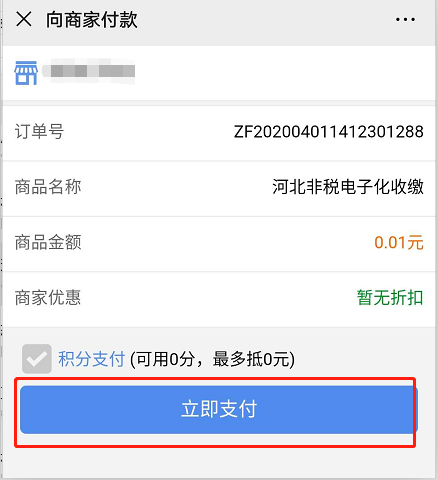 向商家付款
订单号 ZF202004011412301288
商品名称 河北非税电子化收缴
商品金额 0.01元
商家优惠 暂无折扣
积分支付 (可用0分，最多抵0元)
立即支付